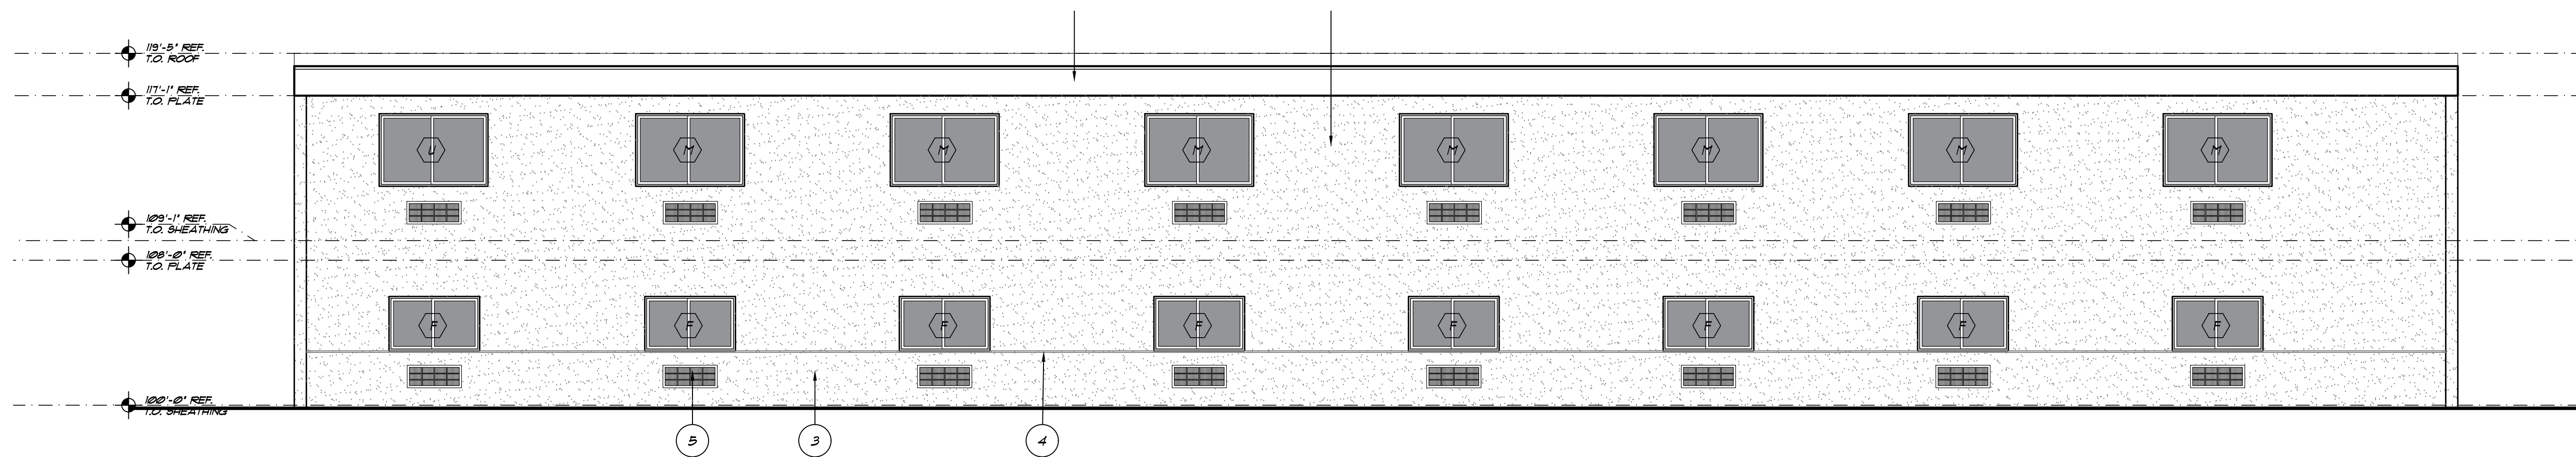 119'-5" REF.
T.O. ROOF
117'-1" REF.
T.O. PLATE
U M M M M M M M
109'-1" REF.
T.O. SHEATHING
108'-0" REF.
T.O. PLATE
F F F F F F F F
100'-0" REF.
T.O. SHEATHING
5 3 4